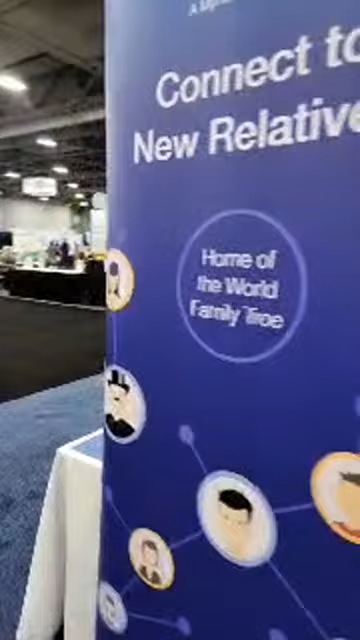 Connect to
New Relative
Home of
the World
Family Tree